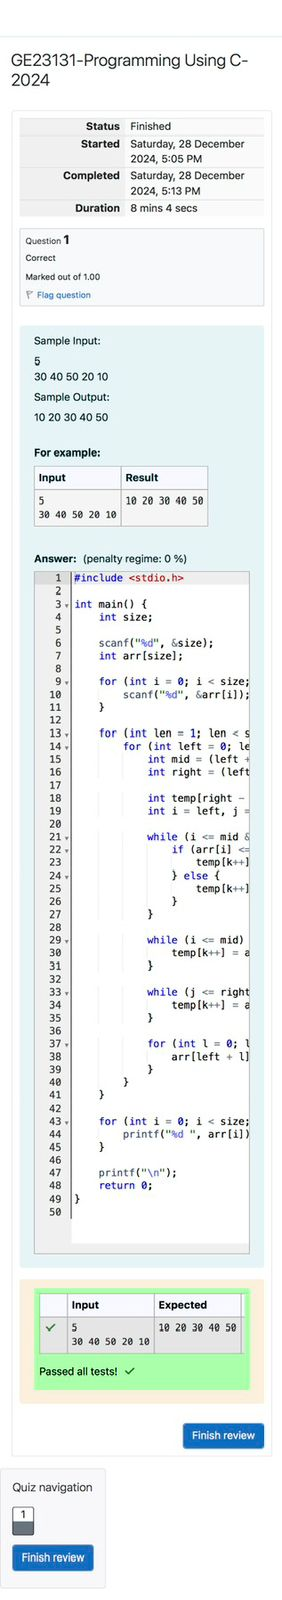 GE23131-Programming Using C-
2024
Status Finished
Started Saturday, 28 December
2024, 5:05 PM
Completed Saturday, 28 December
2024, 5:13 PM
Duration 8 mins 4 secs
Question 1
Correct
Marked out of 1.00
Flag question
Sample Input:
5
30 40 50 20 10
Sample Output:
10 20 30 40 50
For example:
Input Result
5 10 20 30 40 50
30 40 50 20 10
Answer: (penalty regime: 0 %)
1 #include <stdio.h>
2
3 int main() {
4 int size;
5
6 scanf("%d", &size);
7 int arr[size];
8
9 for (int i = 0; i < size;
10 scanf("%d", &arr[i]);
11 }
12
13 for (int len = 1; len < s
14 for (int left = 0; le
15 int mid = (left +
16 int right = (left
17
18 int temp[right -
19 int i = left, j =
20
21 while (i <= mid &
22 if (arr[i] <=
23 temp[k++]
24 } else {
25 temp[k++]
26 }
27 }
28
29 while (i <= mid)
30 temp[k++] = a
31 }
32
33 while (j <= right
34 temp[k++] = a
35 }
36
37 for (int l = 0; l
38 arr[left + l]
39 }
40 }
41 }
42
43 for (int i = 0; i < size;
44 printf("%d ", arr[i])
45 }
46
47 printf("\n");
48 return 0;
49 }
50
Input Expected
5 10 20 30 40 50
30 40 50 20 10
Passed all tests!
Finish review
Quiz navigation
1
Finish review